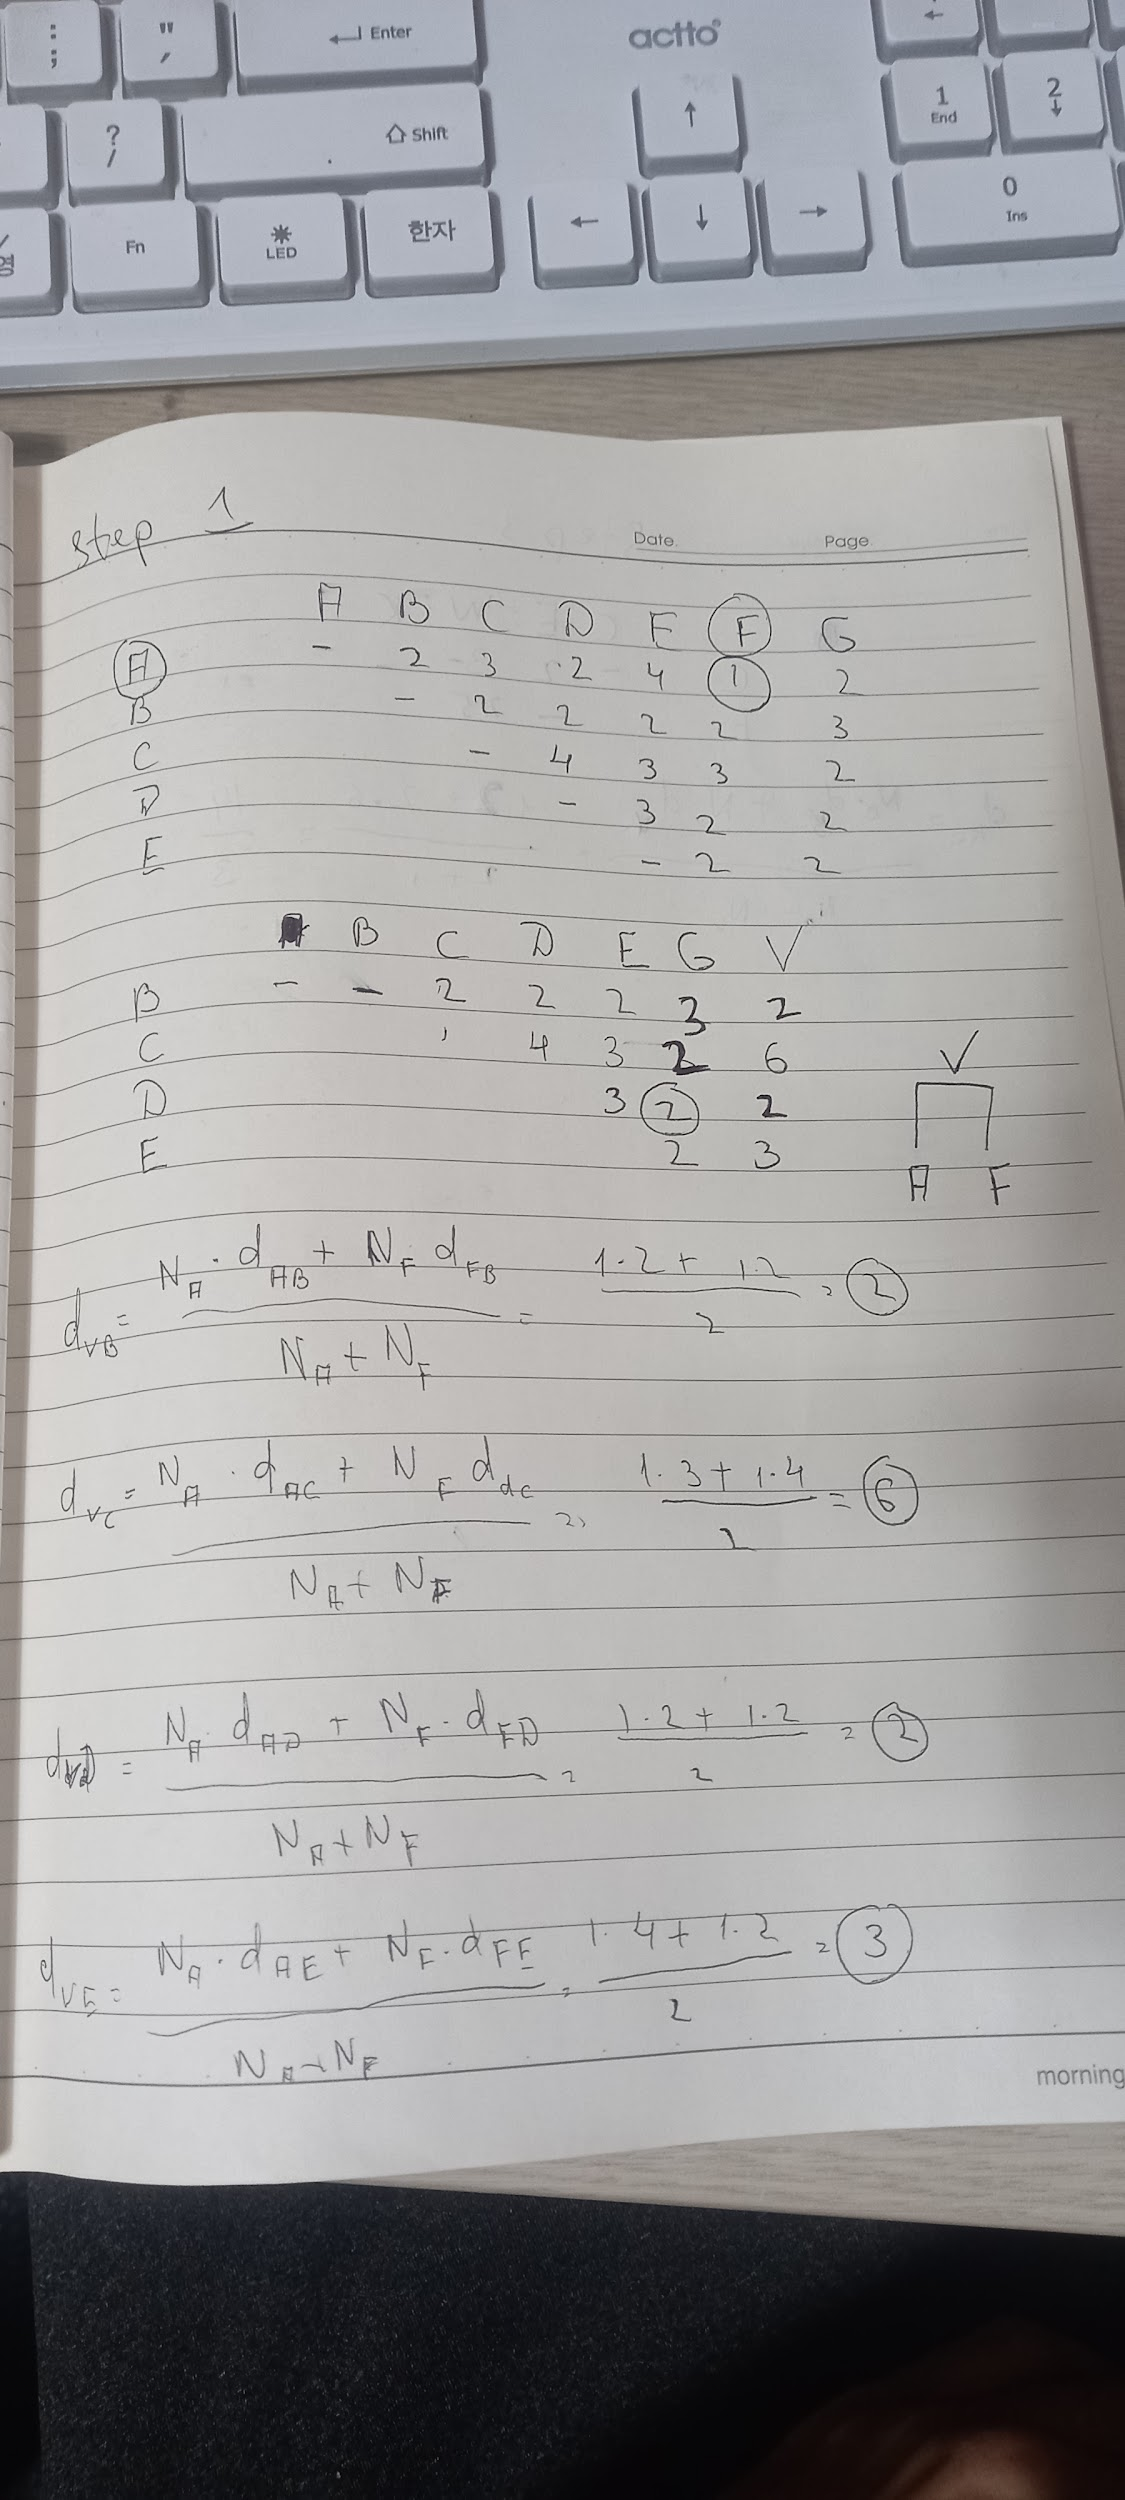 : ;
" ,
Enter
actto
←
1 End
2 ↓
? /
Shift
↑
0 Ins
Fn
LED
한자
← ↓ →
step 1
Date.
Page.
A B C D E F G
A - 2 3 2 4 1 2
B - 2 2 2 2 3
C - 4 3 3 2
D - 3 2 2
E - 2 2
B C D E G V
B - - 2 2 2 3 2
C 4 3 2 6
D 3 2 2
E 2 3
V
A F
d_VB = (N_A · d_AB + N_F d_FB) / (N_A + N_F) = (1·2 + 1·2) / 2 = 2
d_VC = (N_A · d_AC + N_F d_dC) / (N_A + N_F) = (1·3 + 1·4) / 2 = 6
d_VD = (N_A · d_AD + N_F · d_FD) / (N_A + N_F) = (1·2 + 1·2) / 2 = 2
d_VE = (N_A · d_AE + N_F · d_FE) / (N_A + N_F) = (1·4 + 1·2) / 2 = 3
morning